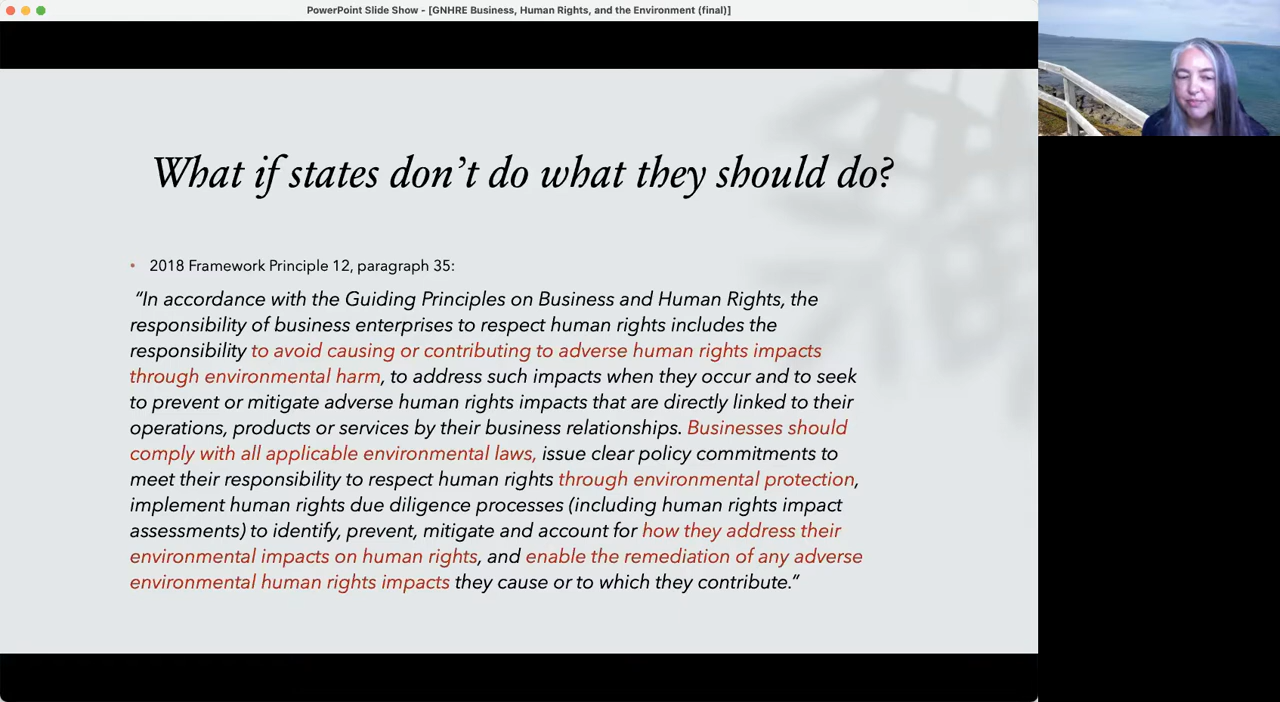 PowerPoint Slide Show - [GNHRE Business, Human Rights, and the Environment (final)]
What if states don’t do what they should do?
• 2018 Framework Principle 12, paragraph 35:
“In accordance with the Guiding Principles on Business and Human Rights, the
responsibility of business enterprises to respect human rights includes the
responsibility to avoid causing or contributing to adverse human rights impacts
through environmental harm, to address such impacts when they occur and to seek
to prevent or mitigate adverse human rights impacts that are directly linked to their
operations, products or services by their business relationships. Businesses should
comply with all applicable environmental laws, issue clear policy commitments to
meet their responsibility to respect human rights through environmental protection,
implement human rights due diligence processes (including human rights impact
assessments) to identify, prevent, mitigate and account for how they address their
environmental impacts on human rights, and enable the remediation of any adverse
environmental human rights impacts they cause or to which they contribute.“